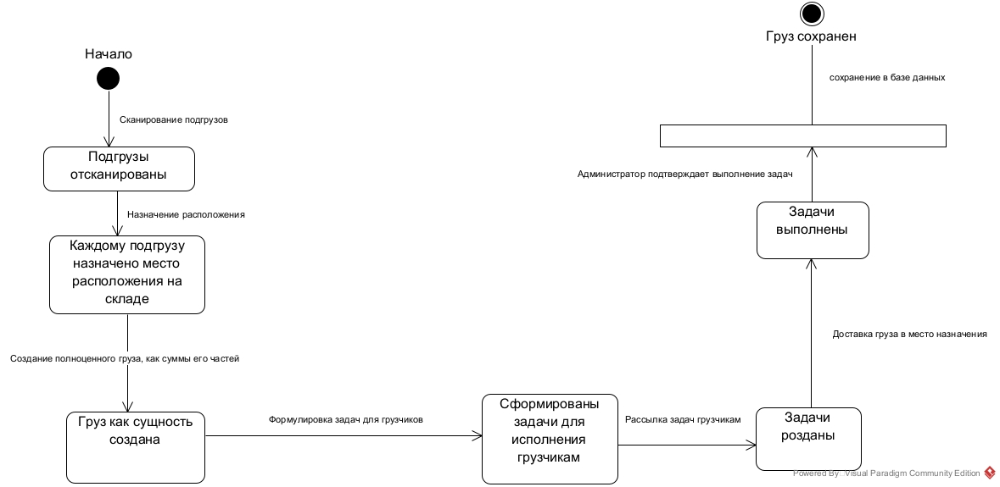 Начало
Сканирование подгрузов
Подгрузы
отсканированы
Назначение расположения
Каждому подгрузу
назначено место
расположения на
складе
Создание полноценного груза, как суммы его частей
Груз как сущность
создана
Формулировка задач для грузчиков
Сформированы
задачи для
исполнения
грузчикам
Рассылка задач грузчикам
Задачи
розданы
Доставка груза в место назначения
Задачи
выполнены
Администратор подтверждает выполнение задач
сохранение в базе данных
Груз сохранен
Powered By Visual Paradigm Community Edition